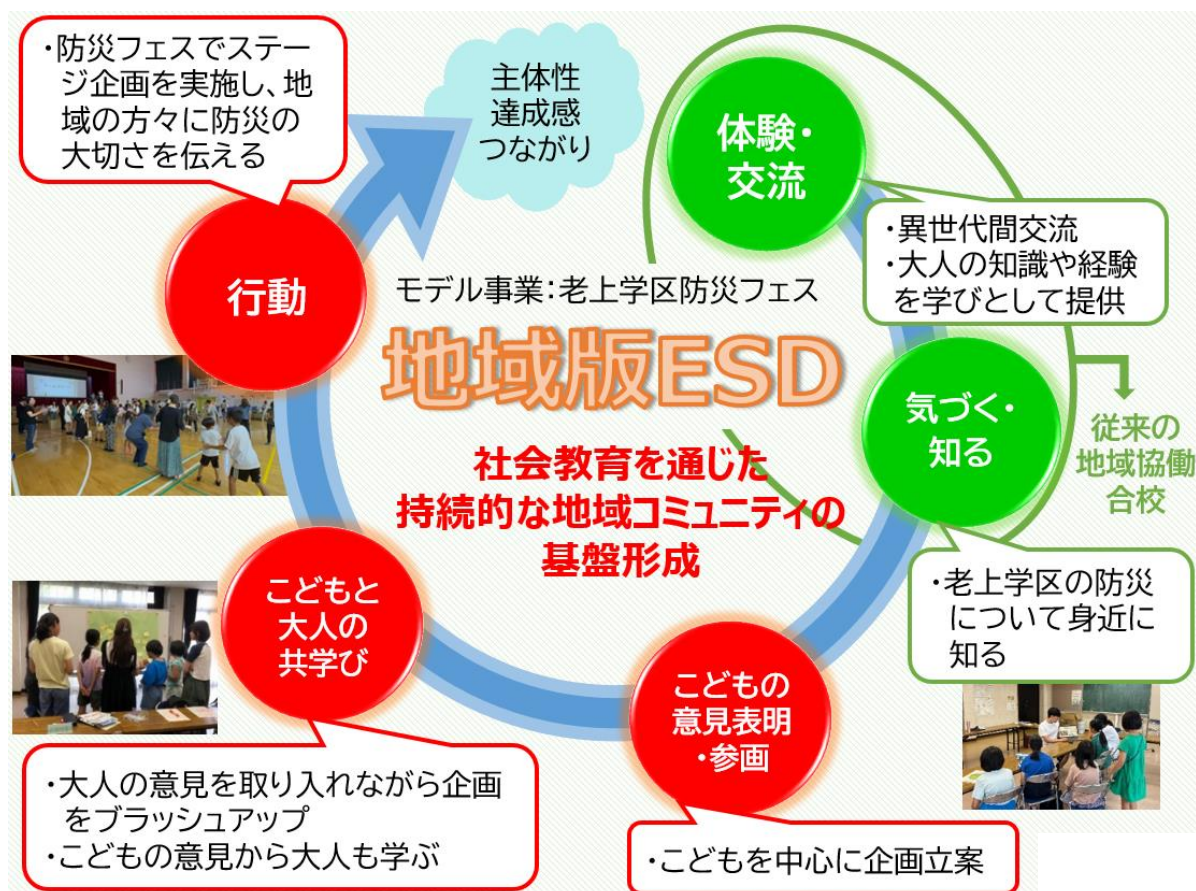 ・防災フェスでステー
ジ企画を実施し、地
域の方々に防災の
大切さを伝える
主体性
達成感
つながり
体験・
交流
・異世代間交流
・大人の知識や経験
を学びとして提供
行動
モデル事業：老上学区防災フェス
地域版ESD
社会教育を通じた
持続的な地域コミュニティの
基盤形成
気づく・
知る
従来の
地域協働
合校
・老上学区の防災
について身近に
知る
こどもと
大人の
共学び
こどもの
意見表明
・参画
・大人の意見を取り入れながら企画
をブラッシュアップ
・こどもの意見から大人も学ぶ
・こどもを中心に企画立案